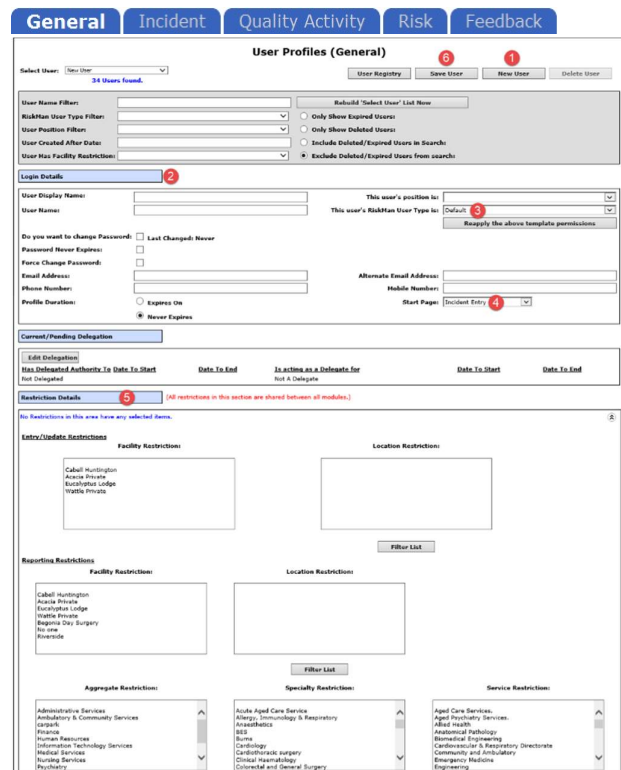 General Incident Quality Activity Risk Feedback
User Profiles (General)
6 1
Select User: New User
User Registry Save User New User Delete User
34 Users found.
User Name Filter: Rebuild 'Select User' List Now
RiskMan User Type Filter: Only Show Expired Users:
User Position Filter: Only Show Deleted Users:
User Created After Date: Include Deleted/Expired Users in Search:
User Has Facility Restriction: Exclude Deleted/Expired Users from search:
Login Details 2
User Display Name: This user's position is:
User Name: This user's RiskMan User Type is: Default 3
Reapply the above template permissions
Do you want to change Password: Last Changed: Never
Password Never Expires:
Force Change Password:
Email Address: Alternate Email Address:
Phone Number: Mobile Number:
Profile Duration: Expires On Start Page: Incident Entry 4
Never Expires
Current/Pending Delegation
Edit Delegation
Has Delegated Authority To Date To Start Date To End Is acting as a Delegate for Date To Start Date To End
Not Delegated Not A Delegate
Restriction Details 5 [All restrictions in this section are shared between all modules.]
No Restrictions in this area have any selected items.
Entry/Update Restrictions
Facility Restriction: Location Restriction:
Cabell Huntington
Acacia Private
Eucalyptus Lodge
Wattle Private
Filter List
Reporting Restrictions
Facility Restriction: Location Restriction:
Cabell Huntington
Acacia Private
Eucalyptus Lodge
Wattle Private
Begonia Day Surgery
No one
Riverside
Filter List
Aggregate Restriction: Specialty Restriction: Service Restriction:
Administrative Services Acute Aged Care Service Aged Care Services.
Ambulatory & Community Services Allergy, Immunology & Respiratory Aged Psychiatry Services.
carpark Anaesthetics Allied Health
Finance BES Anatomical Pathology
Human Resources Burns Biomedical Engineering
Information Technology Services Cardiology Cardiovascular & Respiratory Directorate
Medical Services Cardiothoracic surgery Community and Ambulatory
Nursing Services Clinical Haematology Emergency Medicine
Psychiatry Colorectal and General Surgery Engineering